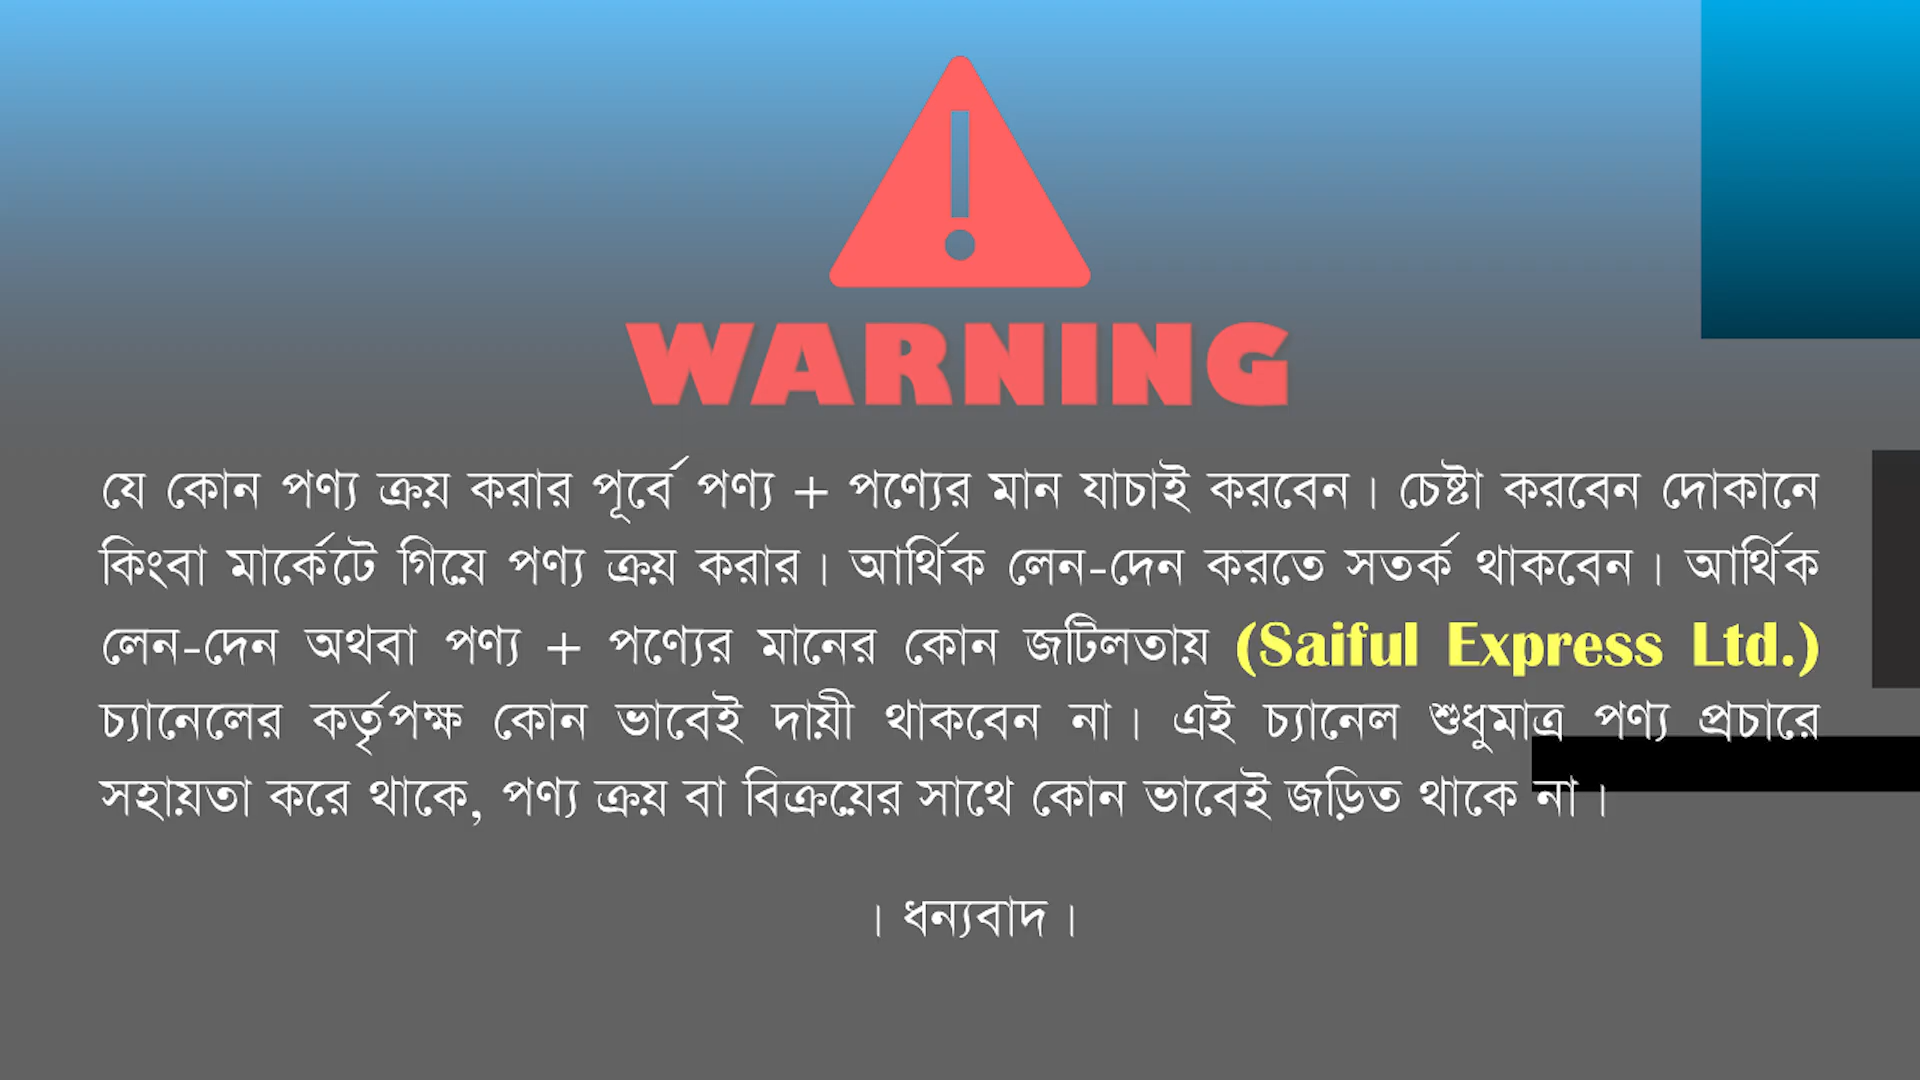 WARNING
যে কোন পণ্য ক্রয় করার পূর্বে পণ্য + পণ্যের মান যাচাই করবেন। চেষ্টা করবেন দোকানে
কিংবা মার্কেটে গিয়ে পণ্য ক্রয় করার। আর্থিক লেন-দেন করতে সতর্ক থাকবেন। আর্থিক
লেন-দেন অথবা পণ্য + পণ্যের মানের কোন জটিলতায় (Saiful Express Ltd.)
চ্যানেলের কর্তৃপক্ষ কোন ভাবেই দায়ী থাকবেন না। এই চ্যানেল শুধুমাত্র পণ্য প্রচারে
সহায়তা করে থাকে, পণ্য ক্রয় বা বিক্রয়ের সাথে কোন ভাবেই জড়িত থাকে না।
। ধন্যবাদ।